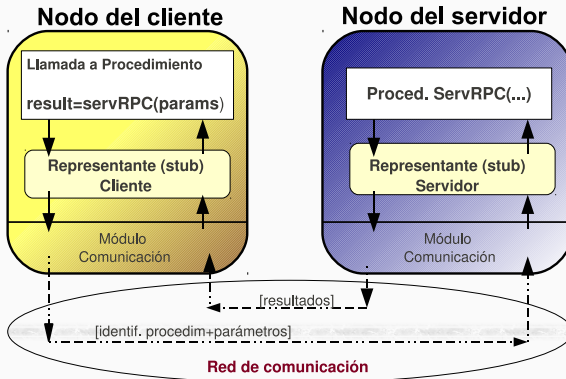 Nodo del cliente
Llamada a Procedimiento
result=servRPC(params)
Representante (stub)
Cliente
Módulo
Comunicación
Nodo del servidor
Proced. ServRPC(...)
Representante (stub)
Servidor
Módulo
Comunicación
[resultados]
[identif. procedim+parámetros]
Red de comunicación